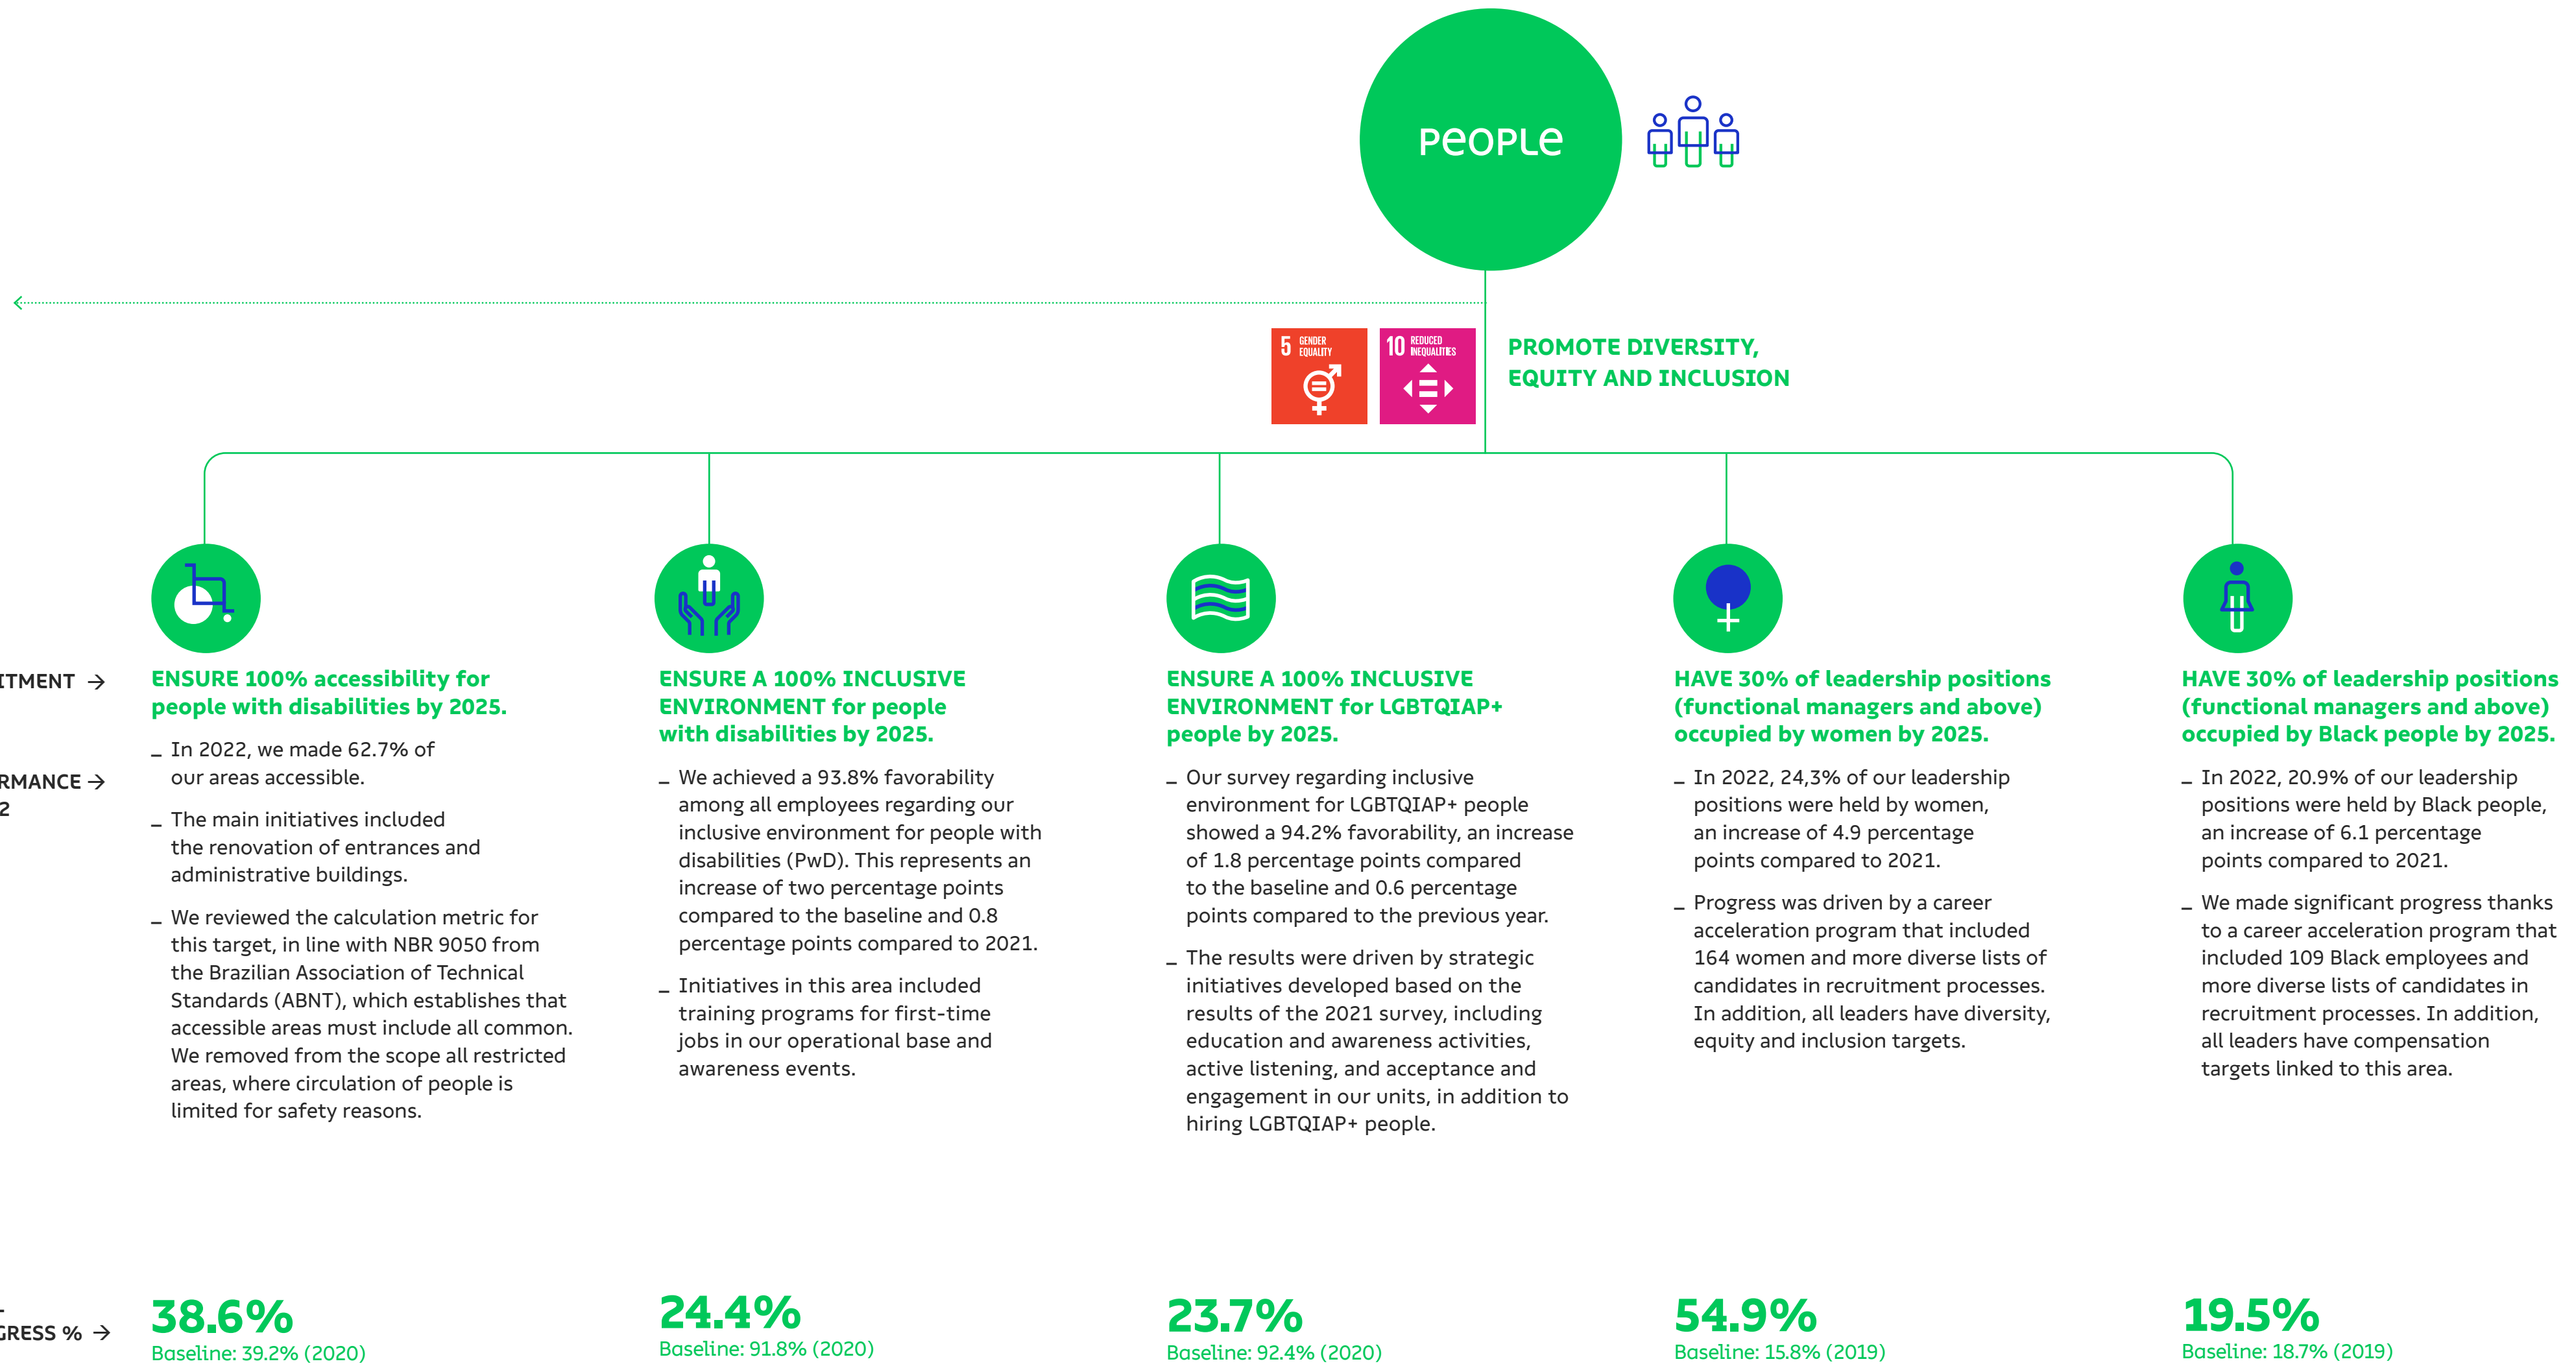 PEOPLE
5 GENDER
EQUALITY
10 REDUCED
INEQUALITIES
PROMOTE DIVERSITY,
EQUITY AND INCLUSION
ITMENT →
RMANCE →
2
ENSURE 100% accessibility for
people with disabilities by 2025.
– In 2022, we made 62.7% of
our areas accessible.
– The main initiatives included
the renovation of entrances and
administrative buildings.
– We reviewed the calculation metric for
this target, in line with NBR 9050 from
the Brazilian Association of Technical
Standards (ABNT), which establishes that
accessible areas must include all common.
We removed from the scope all restricted
areas, where circulation of people is
limited for safety reasons.
ENSURE A 100% INCLUSIVE
ENVIRONMENT for people
with disabilities by 2025.
– We achieved a 93.8% favorability
among all employees regarding our
inclusive environment for people with
disabilities (PwD). This represents an
increase of two percentage points
compared to the baseline and 0.8
percentage points compared to 2021.
– Initiatives in this area included
training programs for first-time
jobs in our operational base and
awareness events.
ENSURE A 100% INCLUSIVE
ENVIRONMENT for LGBTQIAP+
people by 2025.
– Our survey regarding inclusive
environment for LGBTQIAP+ people
showed a 94.2% favorability, an increase
of 1.8 percentage points compared
to the baseline and 0.6 percentage
points compared to the previous year.
– The results were driven by strategic
initiatives developed based on the
results of the 2021 survey, including
education and awareness activities,
active listening, and acceptance and
engagement in our units, in addition to
hiring LGBTQIAP+ people.
HAVE 30% of leadership positions
(functional managers and above)
occupied by women by 2025.
– In 2022, 24,3% of our leadership
positions were held by women,
an increase of 4.9 percentage
points compared to 2021.
– Progress was driven by a career
acceleration program that included
164 women and more diverse lists of
candidates in recruitment processes.
In addition, all leaders have diversity,
equity and inclusion targets.
HAVE 30% of leadership positions
(functional managers and above)
occupied by Black people by 2025.
– In 2022, 20.9% of our leadership
positions were held by Black people,
an increase of 6.1 percentage
points compared to 2021.
– We made significant progress thanks
to a career acceleration program that
included 109 Black employees and
more diverse lists of candidates in
recruitment processes. In addition,
all leaders have compensation
targets linked to this area.
GRESS % →
38.6%
Baseline: 39.2% (2020)
24.4%
Baseline: 91.8% (2020)
23.7%
Baseline: 92.4% (2020)
54.9%
Baseline: 15.8% (2019)
19.5%
Baseline: 18.7% (2019)